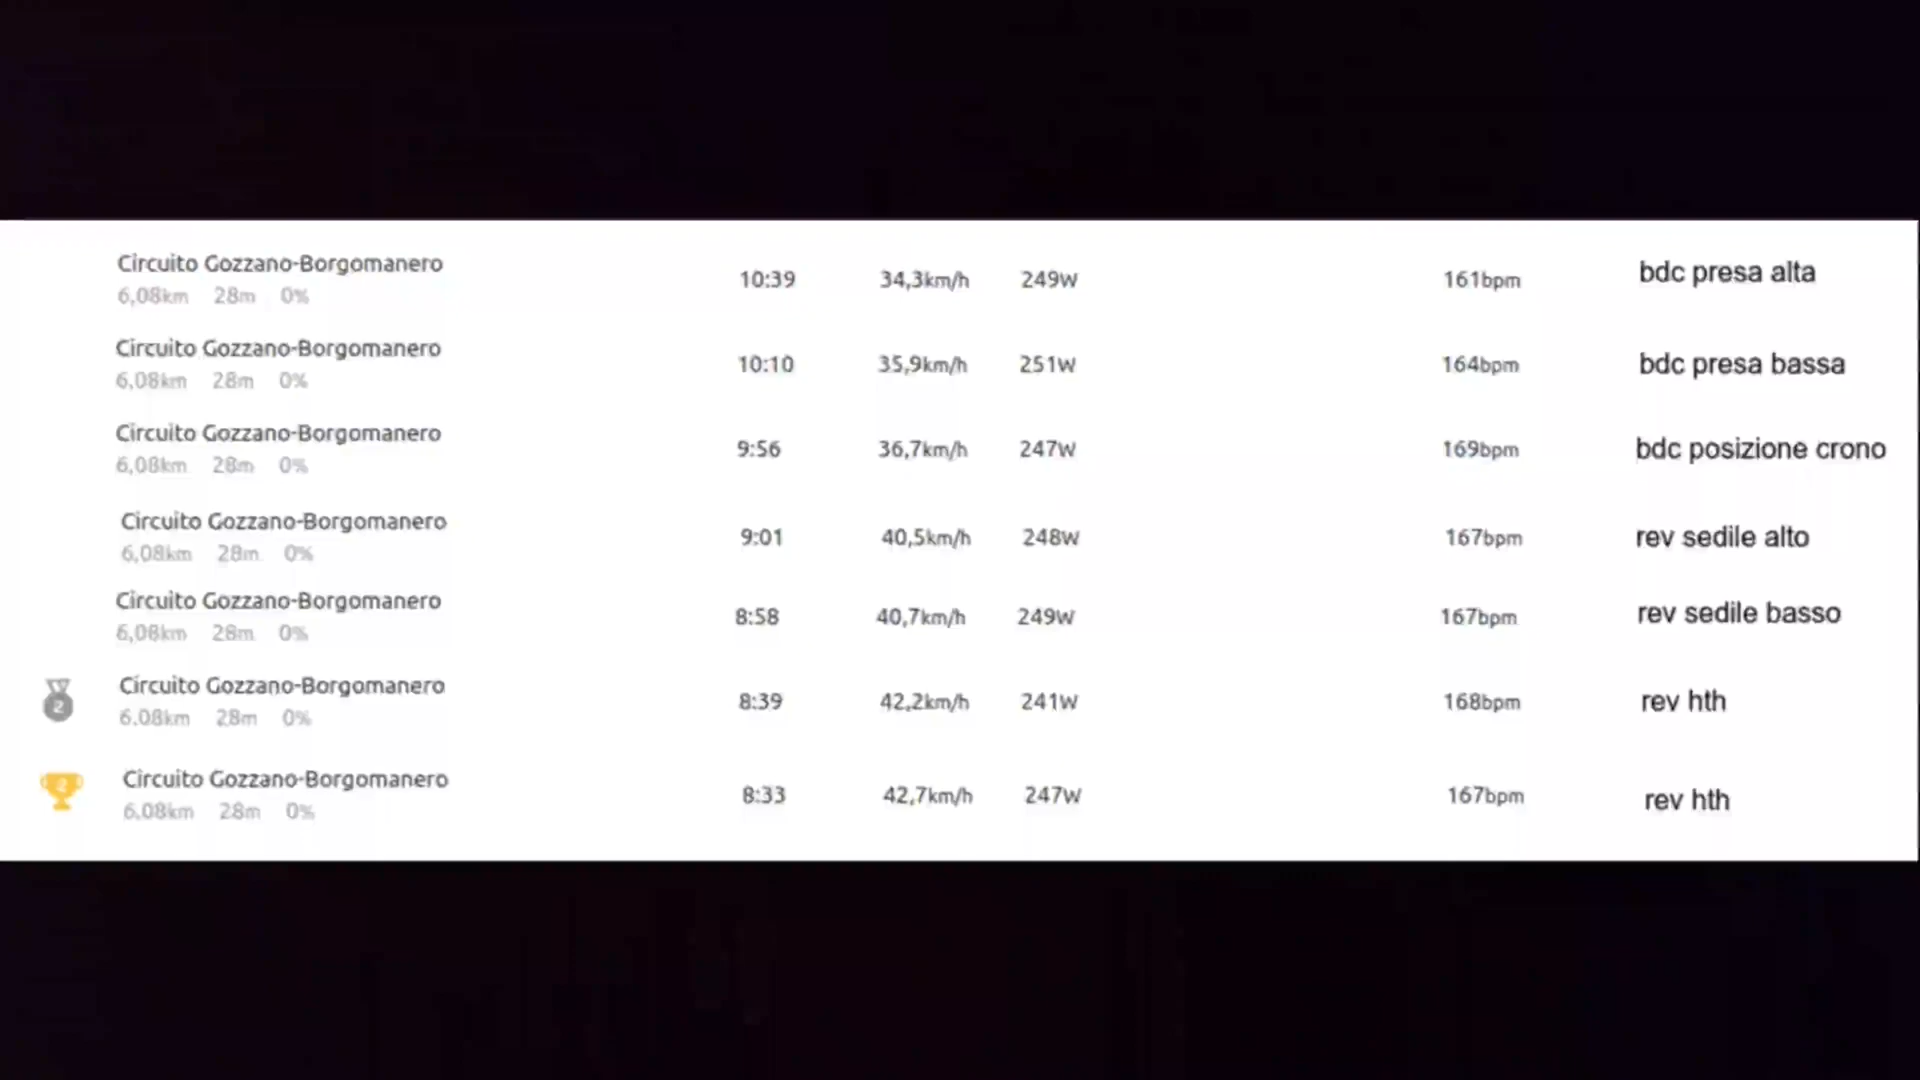 Circuito Gozzano-Borgomanero 10:39 34,3km/h 249W 161bpm bdc presa alta
6,08km 28m 0%
Circuito Gozzano-Borgomanero 10:10 35,9km/h 251W 164bpm bdc presa bassa
6,08km 28m 0%
Circuito Gozzano-Borgomanero 9:56 36,7km/h 247W 169bpm bdc posizione crono
6,08km 28m 0%
Circuito Gozzano-Borgomanero 9:01 40,5km/h 248W 167bpm rev sedile alto
6,08km 28m 0%
Circuito Gozzano-Borgomanero 8:58 40,7km/h 249W 167bpm rev sedile basso
6,08km 28m 0%
2 Circuito Gozzano-Borgomanero 8:39 42,2km/h 241W 168bpm rev hth
6.08km 28m 0%
2 Circuito Gozzano-Borgomanero 8:33 42,7km/h 247W 167bpm rev hth
6,08km 28m 0%